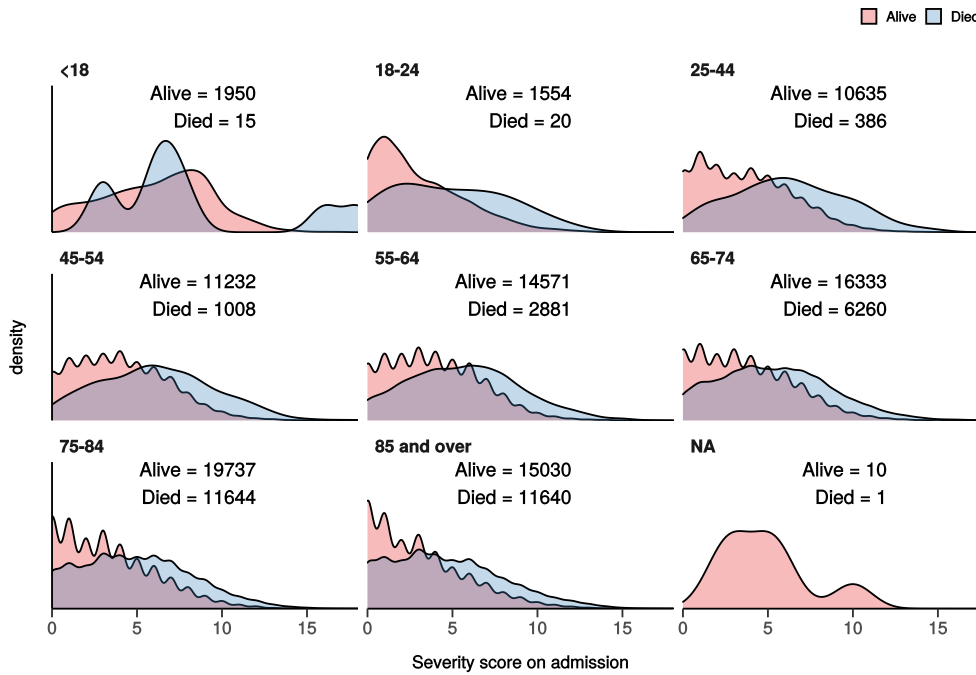 Alive Died
<18 18-24 25-44
Alive = 1950 Alive = 1554 Alive = 10635
Died = 15 Died = 20 Died = 386
45-54 55-64 65-74
Alive = 11232 Alive = 14571 Alive = 16333
Died = 1008 Died = 2881 Died = 6260
density
75-84 85 and over NA
Alive = 19737 Alive = 15030 Alive = 10
Died = 11644 Died = 11640 Died = 1
0 5 10 15 0 5 10 15 0 5 10 15
Severity score on admission